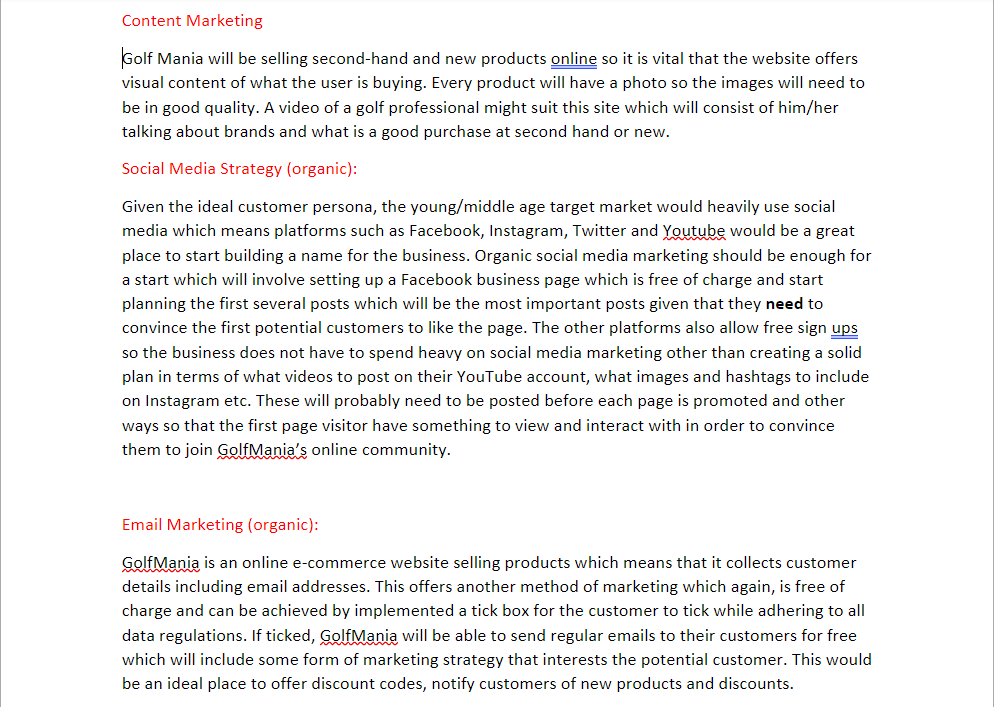 Content Marketing
Golf Mania will be selling second-hand and new products online so it is vital that the website offers
visual content of what the user is buying. Every product will have a photo so the images will need to
be in good quality. A video of a golf professional might suit this site which will consist of him/her
talking about brands and what is a good purchase at second hand or new.
Social Media Strategy (organic):
Given the ideal customer persona, the young/middle age target market would heavily use social
media which means platforms such as Facebook, Instagram, Twitter and Youtube would be a great
place to start building a name for the business. Organic social media marketing should be enough for
a start which will involve setting up a Facebook business page which is free of charge and start
planning the first several posts which will be the most important posts given that they need to
convince the first potential customers to like the page. The other platforms also allow free sign ups
so the business does not have to spend heavy on social media marketing other than creating a solid
plan in terms of what videos to post on their YouTube account, what images and hashtags to include
on Instagram etc. These will probably need to be posted before each page is promoted and other
ways so that the first page visitor have something to view and interact with in order to convince
them to join GolfMania’s online community.
Email Marketing (organic):
GolfMania is an online e-commerce website selling products which means that it collects customer
details including email addresses. This offers another method of marketing which again, is free of
charge and can be achieved by implemented a tick box for the customer to tick while adhering to all
data regulations. If ticked, GolfMania will be able to send regular emails to their customers for free
which will include some form of marketing strategy that interests the potential customer. This would
be an ideal place to offer discount codes, notify customers of new products and discounts.